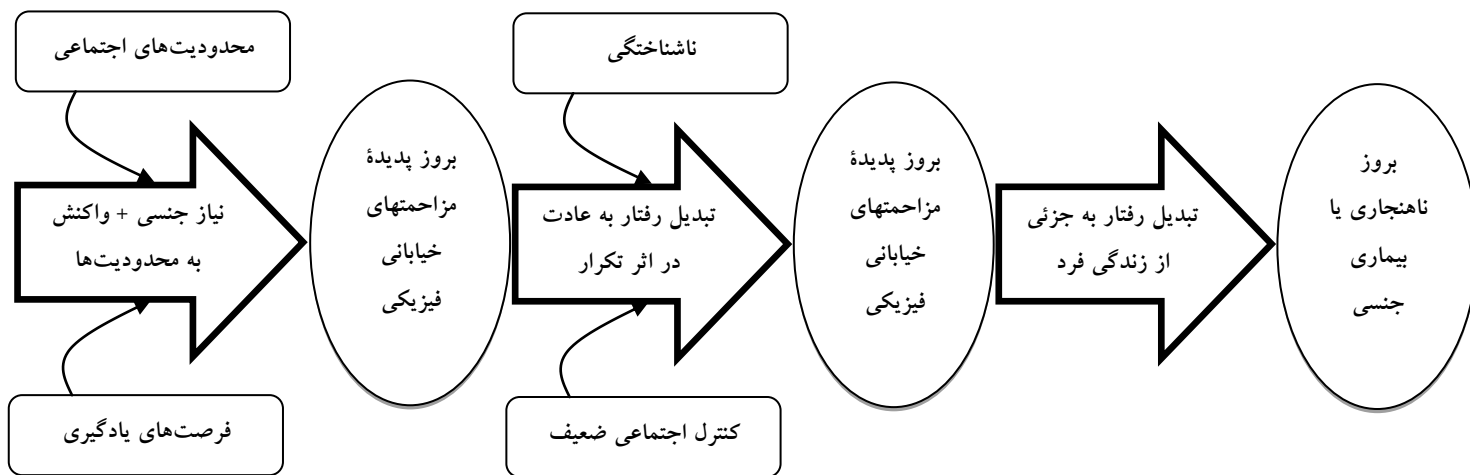 محدودیت‌های اجتماعی
نیاز جنسی + واکنش
به محدودیت‌ها
فرصت‌های یادگیری
بروز پدیدۀ
مزاحمتهای
خیابانی
فیزیکی
ناشناختگی
تبدیل رفتار به عادت
در اثر تکرار
کنترل اجتماعی ضعیف
بروز پدیدۀ
مزاحمتهای
خیابانی
فیزیکی
تبدیل رفتار به جزئی
از زندگی فرد
بروز
ناهنجاری یا
بیماری
جنسی